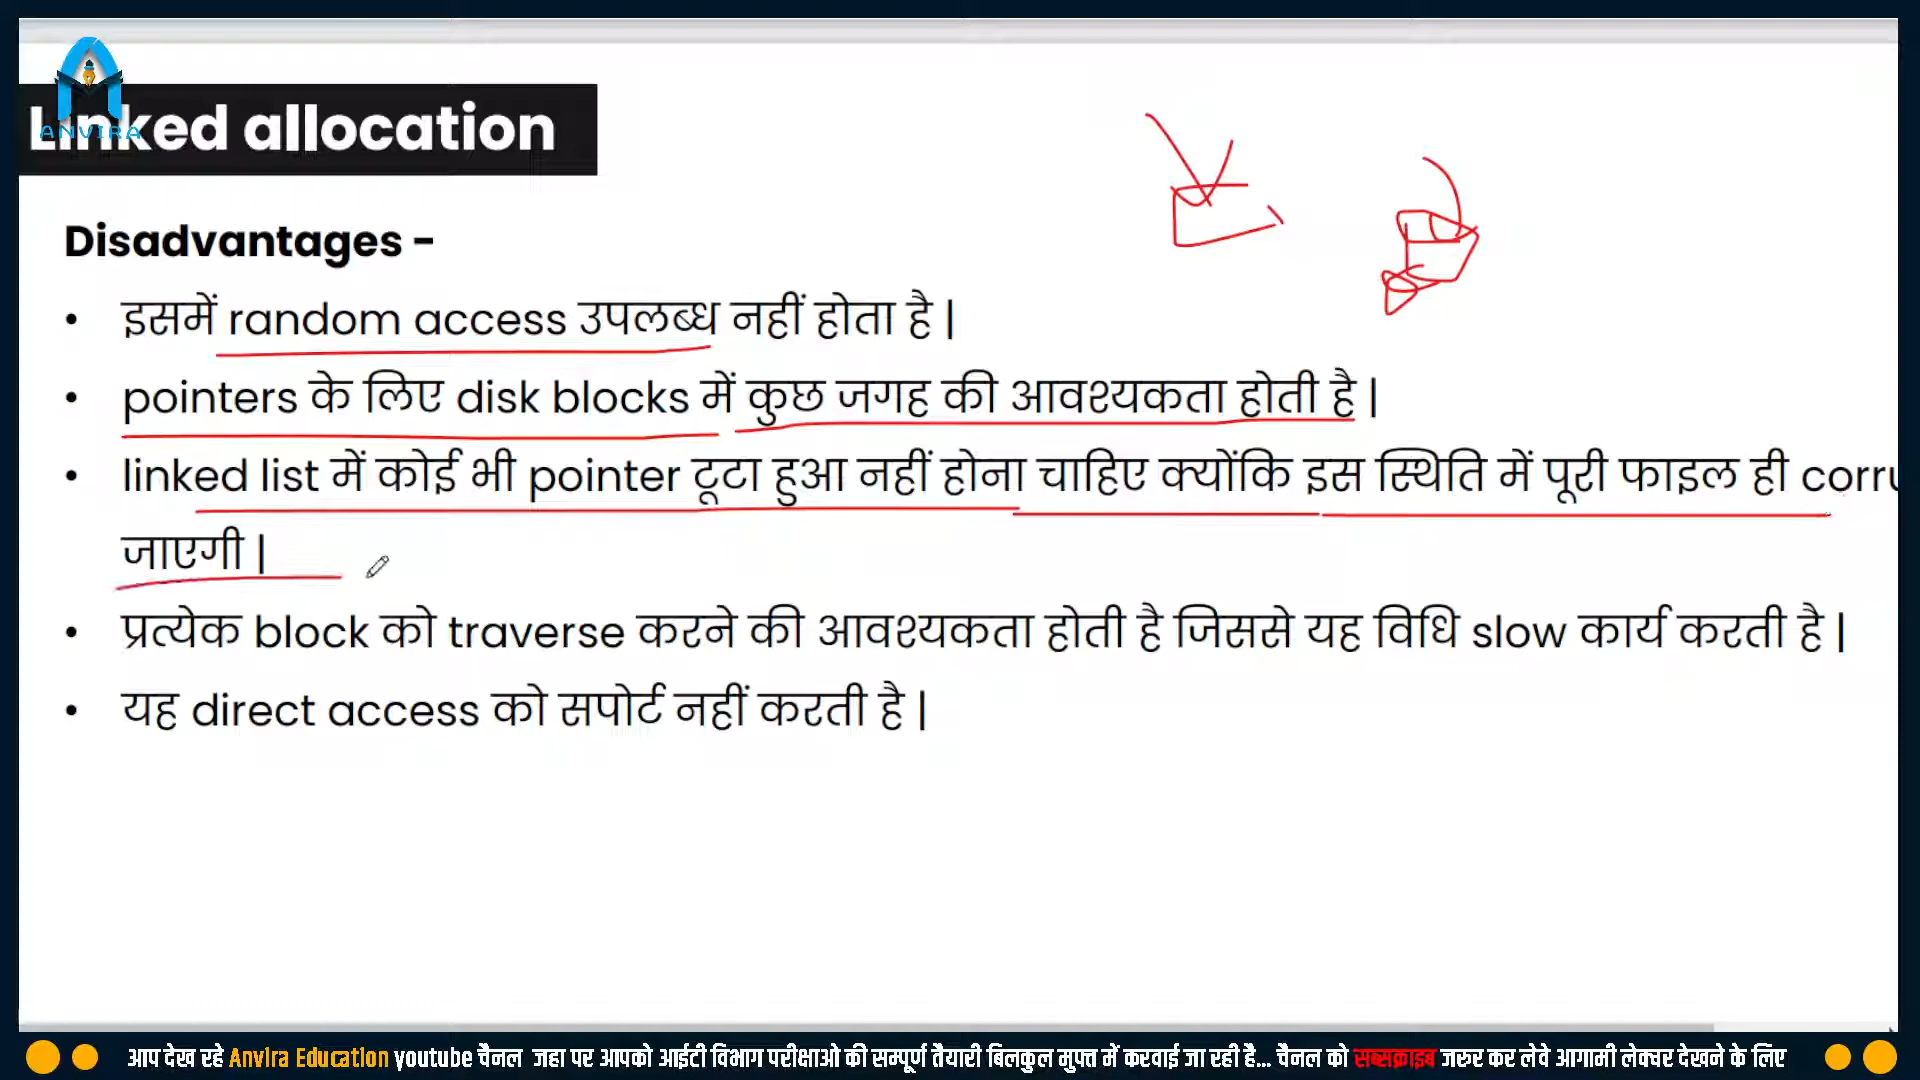 ANVIRA
Linked allocation
Disadvantages -
• इसमें random access उपलब्ध नहीं होता है |
• pointers के लिए disk blocks में कुछ जगह की आवश्यकता होती है |
• linked list में कोई भी pointer टूटा हुआ नहीं होना चाहिए क्योंकि इस स्थिति में पूरी फाइल ही corru
जाएगी |
• प्रत्येक block को traverse करने की आवश्यकता होती है जिससे यह विधि slow कार्य करती है |
• यह direct access को सपोर्ट नहीं करती है |
आप देख रहे Anvira Education youtube चैनल जहा पर आपको आईटी विभाग परीक्षाओ की सम्पूर्ण तैयारी बिलकुल मुफ्त में करवाई जा रही है... चैनल को सब्सक्राइब जरुर कर लेवे आगामी लेक्चर देखने के लिए